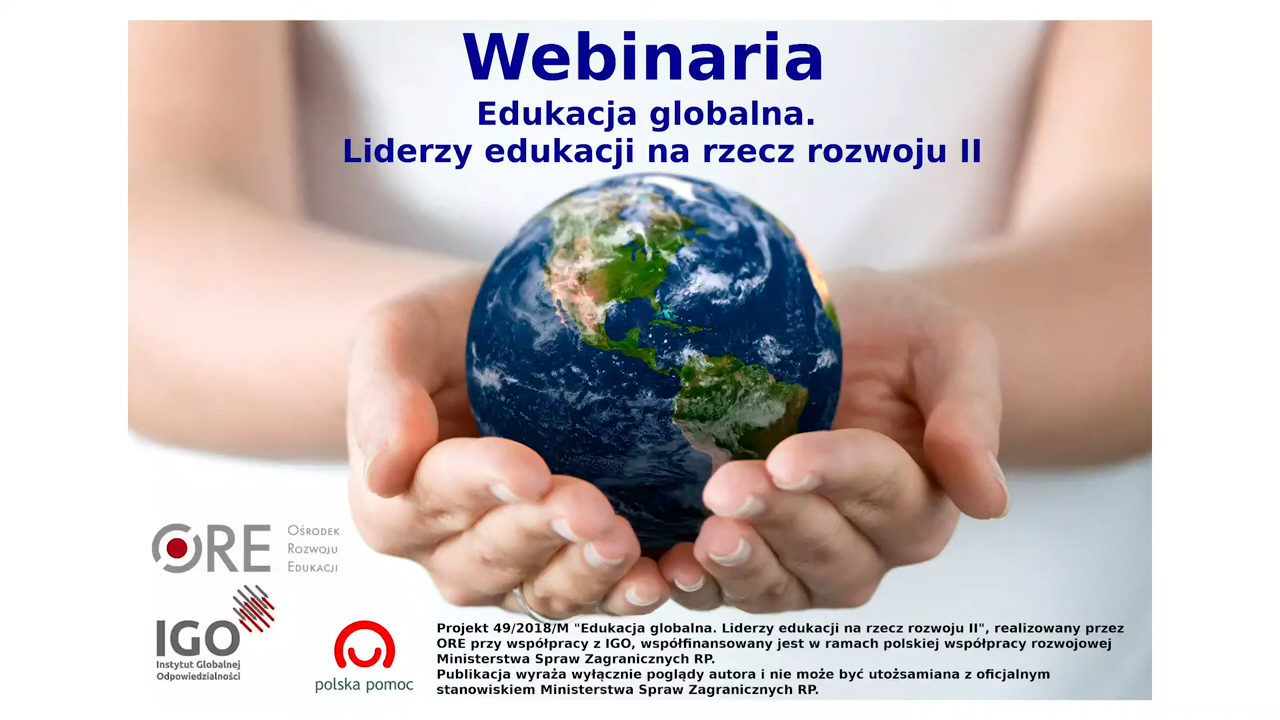 Webinaria
Edukacja globalna.
Liderzy edukacji na rzecz rozwoju II
ORE
OŚRODEK
ROZWOJU
EDUKACJI
IGO
Instytut Globalnej
Odpowiedzialności
polska pomoc
Projekt 49/2018/M "Edukacja globalna. Liderzy edukacji na rzecz rozwoju II", realizowany przez
ORE przy współpracy z IGO, współfinansowany jest w ramach polskiej współpracy rozwojowej
Ministerstwa Spraw Zagranicznych RP.
Publikacja wyraża wyłącznie poglądy autora i nie może być utożsamiana z oficjalnym
stanowiskiem Ministerstwa Spraw Zagranicznych RP.